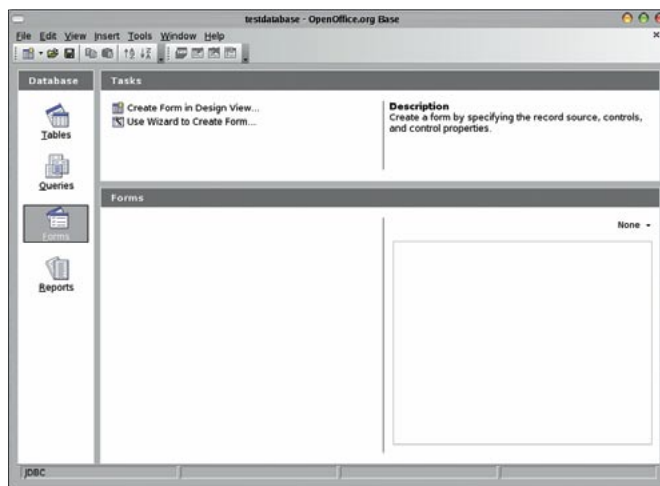 testdatabase - OpenOffice.org Base
File Edit View Insert Tools Window Help
Database
Tasks
Tables
Queries
Forms
Reports
Create Form in Design View...
Use Wizard to Create Form...
Description
Create a form by specifying the record source, controls,
and control properties.
Forms
None
JDBC